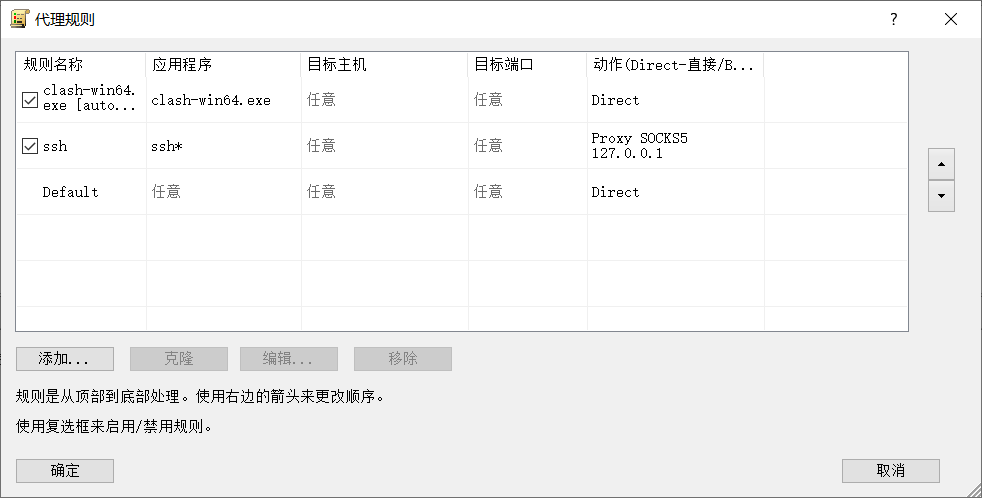 代理规则
?
规则名称 应用程序 目标主机 目标端口 动作(Direct-直接/B...
clash-win64.
exe [auto... clash-win64.exe 任意 任意 Direct
ssh ssh* 任意 任意 Proxy SOCKS5
127.0.0.1
Default 任意 任意 任意 Direct
添加... 克隆 编辑... 移除
规则是从顶部到底部处理。使用右边的箭头来更改顺序。
使用复选框来启用/禁用规则。
确定 取消